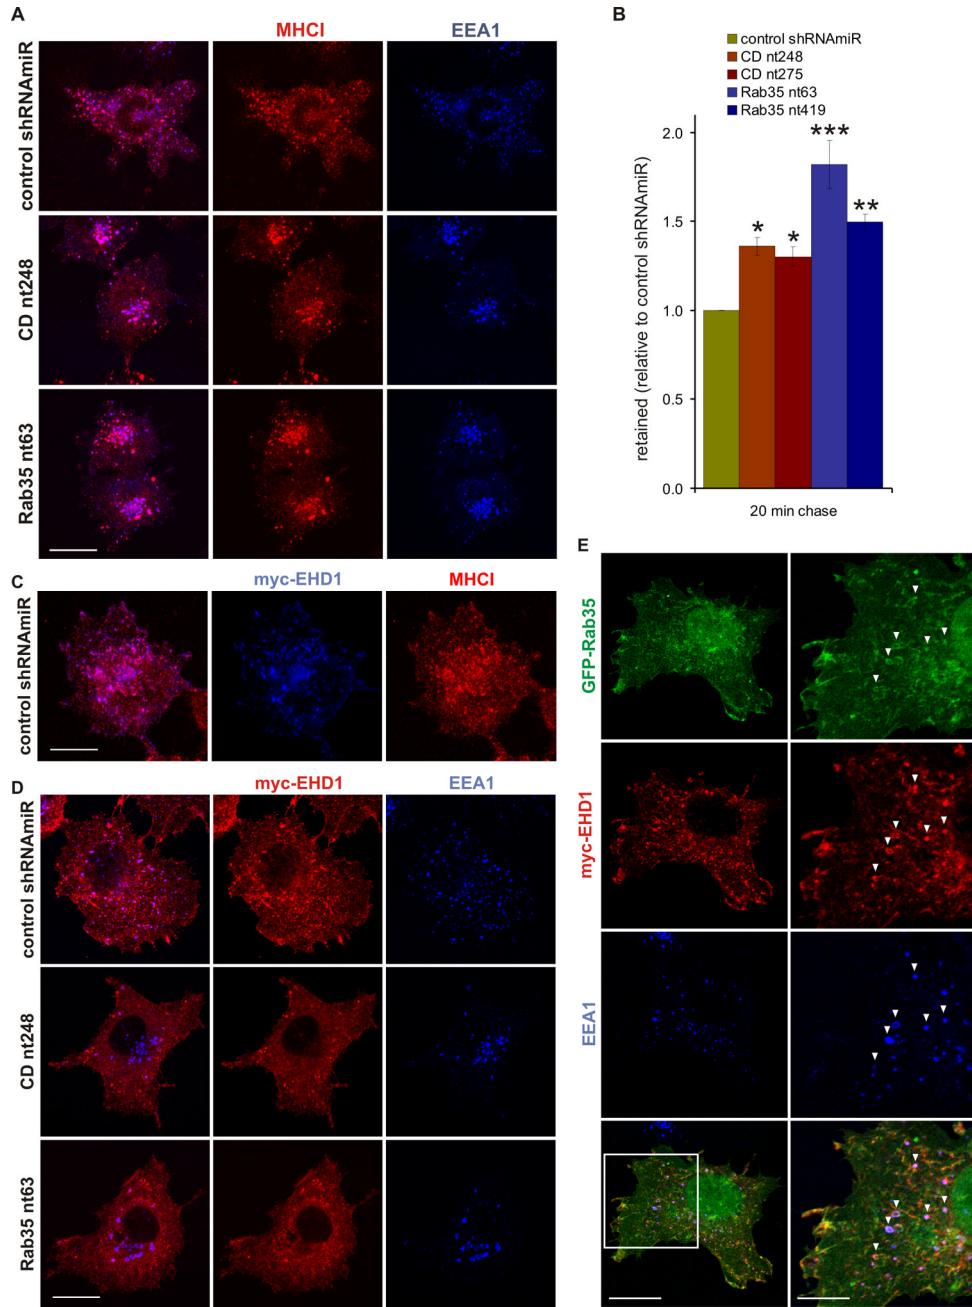 A
MHCI
EEA1
control shRNAmiR
CD nt248
Rab35 nt63
B
control shRNAmiR
CD nt248
CD nt275
Rab35 nt63
Rab35 nt419
retained (relative to control shRNAmiR)
2.0
1.5
1.0
0.5
0.0
*
*
***
**
20 min chase
C
myc-EHD1
MHCI
control shRNAmiR
D
myc-EHD1
EEA1
control shRNAmiR
CD nt248
Rab35 nt63
E
GFP-Rab35
myc-EHD1
EEA1